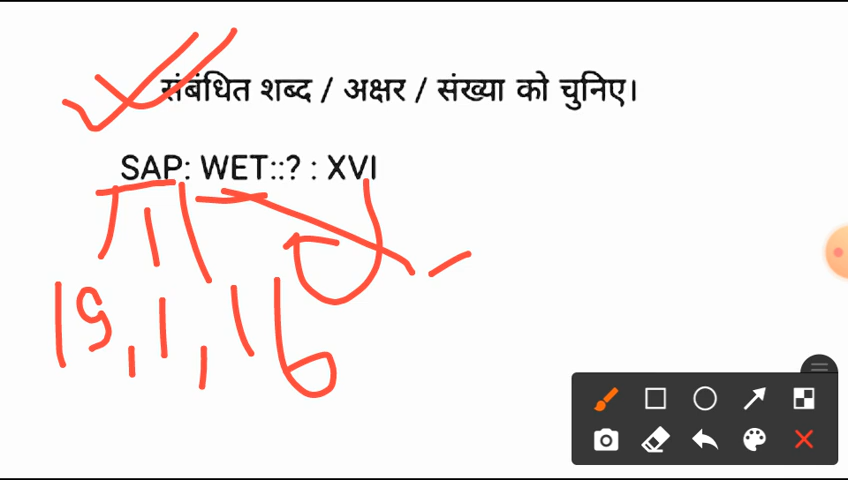 संबंधित शब्द / अक्षर / संख्या को चुनिए।
SAP: WET::? : XVI
19, 1, 16